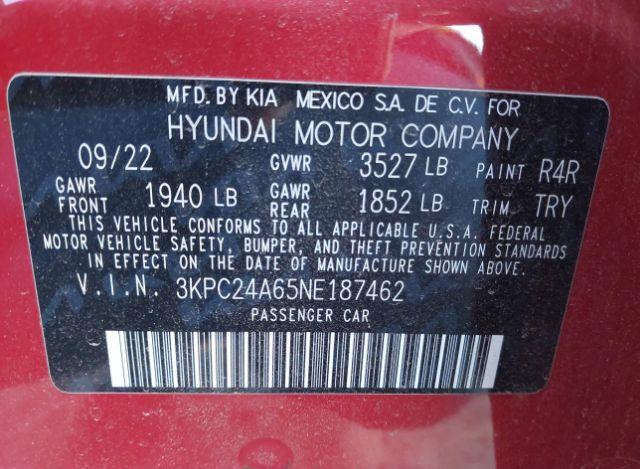 MFD. BY KIA MEXICO S.A. DE C.V. FOR
HYUNDAI MOTOR COMPANY
09/22 GVWR 3527 LB PAINT R4R
GAWR FRONT 1940 LB GAWR REAR 1852 LB TRIM TRY
THIS VEHICLE CONFORMS TO ALL APPLICABLE U.S.A. FEDERAL
MOTOR VEHICLE SAFETY, BUMPER, AND THEFT PREVENTION STANDARDS
IN EFFECT ON THE DATE OF MANUFACTURE SHOWN ABOVE.
V.I.N. 3KPC24A65NE187462
PASSENGER CAR